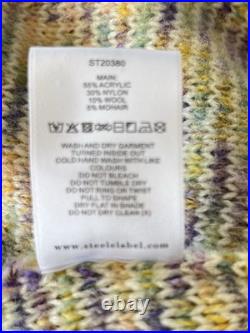 ST20380
MAIN:
55% ACRYLIC
30% NYLON
10% WOOL
5% MOHAIR
WASH AND DRY GARMENT
TURNED INSIDE OUT
COLD HAND WASH WITH LIKE
COLOURS
DO NOT BLEACH
DO NOT TUMBLE DRY
DO NOT RING OR TWIST
PULL TO SHAPE
DRY FLAT IN SHADE
DO NOT DRY CLEAN (X)
www.steelelabel.com